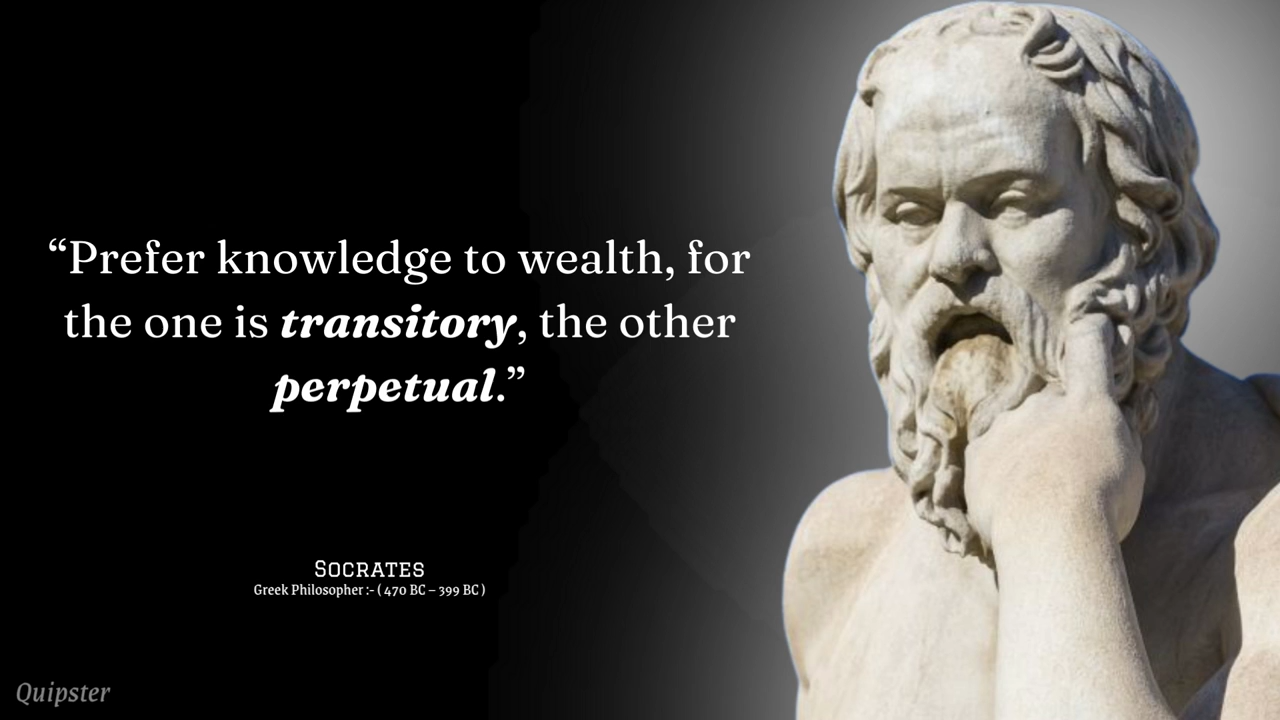 “Prefer knowledge to wealth, for
the one is transitory, the other
perpetual.”
Socrates
Greek Philosopher :- ( 470 BC – 399 BC )
Quipster